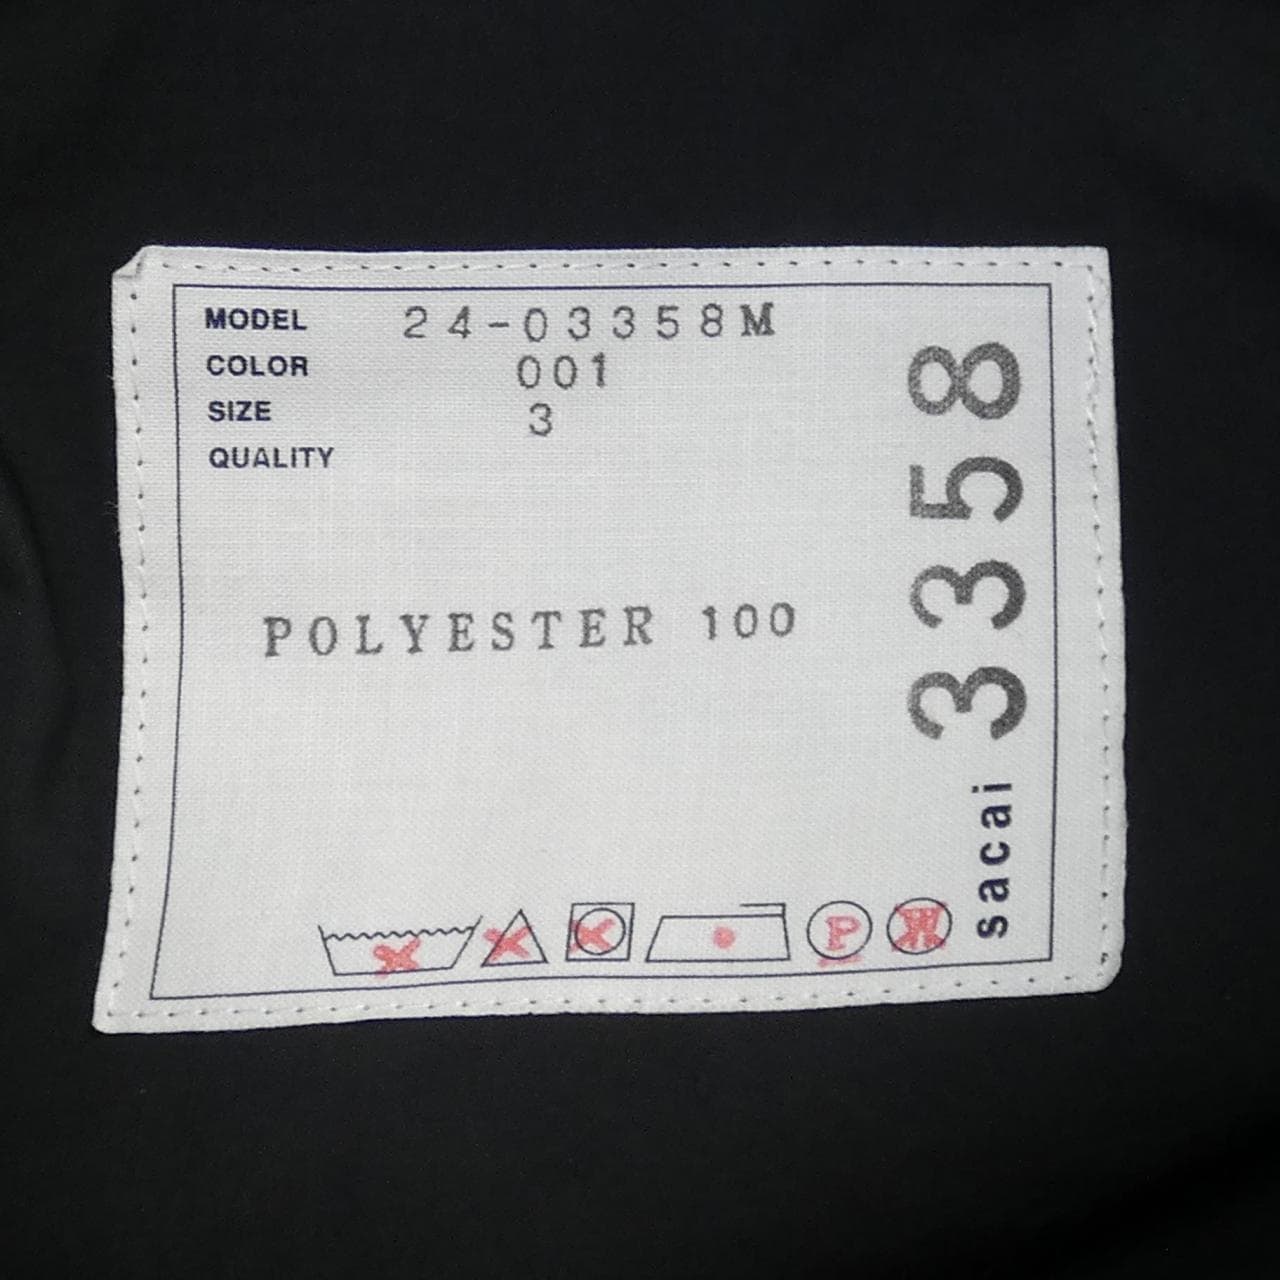 MODEL 24-03358M
COLOR 001
SIZE 3
QUALITY
POLYESTER 100
P
W
sacai 3358